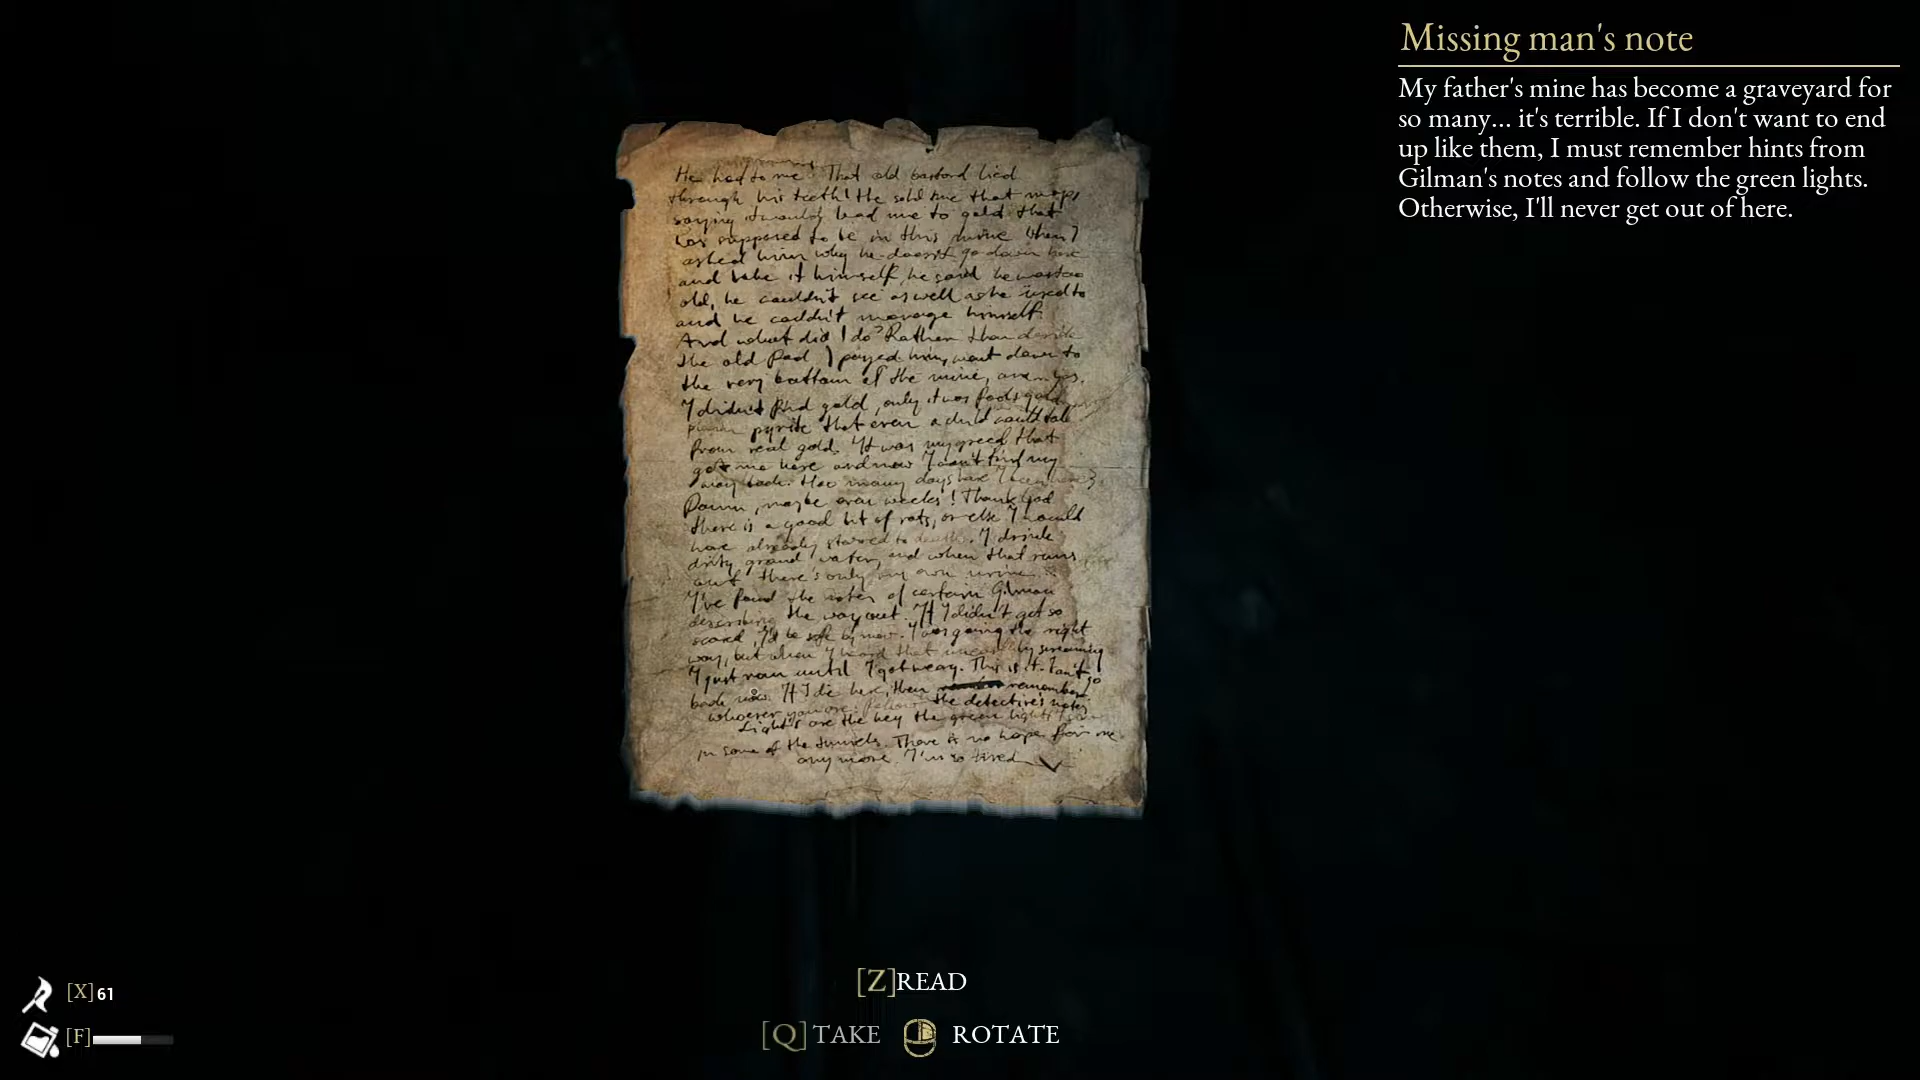 Missing man's note
My father's mine has become a graveyard for
so many... it's terrible. If I don't want to end
up like them, I must remember hints from
Gilman's notes and follow the green lights.
Otherwise, I'll never get out of here.
He had to me! That old bastard lied
through his teeth! He sold me that map,
saying it would lead me to gold that
was supposed to be in this mine. When I
asked him why he doesn't go down here
and take it himself, he said he was too
old, he couldn't see as well as he used to
and he couldn't manage himself.
And what did I do? Rather than deride
the old fool, I payed him, went down to
the very bottom of the mine, and
I didn't find gold, only it was fools gold
pyrite that even a child could tell
from real gold. It was my greed that
got me here and now I can't find my
way back. How many days have I been here?
Damn, maybe even weeks! Thank God
there is a good bit of rats, or else I would
have already starved to death. I drink
dirty ground water, and when that runs
out there's only my own urine.
I've found the notes of certain Gilman
describing the way out. If I didn't get so
scared, I'd be safe by now. I was going the right
way, but when I heard that screaming
I just ran until I got weary. This is it. I can't go
back now. If I die here, then remember,
whoever you are: follow the detective's notes
Light's are the key the green lights
in some of the tunnels. There is no hope for me
anymore. I'm so tired
[Z]READ
[Q] TAKE ROTATE
[X] 61
[F]